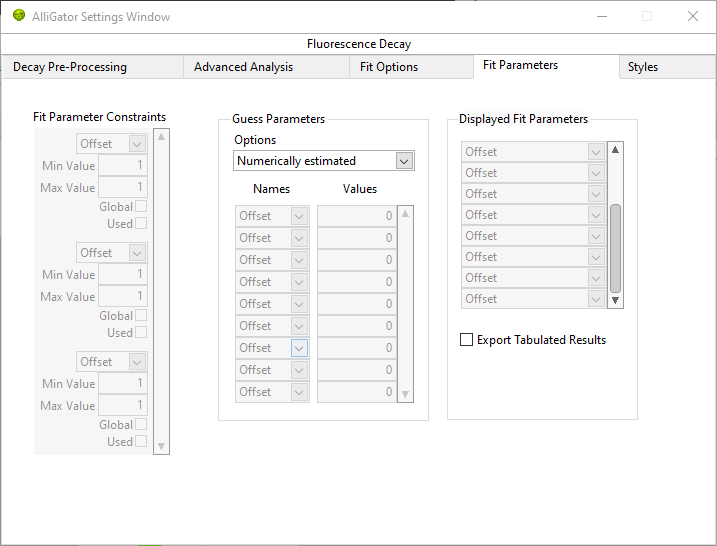 AlliGator Settings Window
Fluorescence Decay
Decay Pre-Processing
Advanced Analysis
Fit Options
Fit Parameters
Styles
Fit Parameter Constraints
Offset
Min Value 1
Max Value 1
Global
Used
Offset
Min Value 1
Max Value 1
Global
Used
Offset
Min Value 1
Max Value 1
Global
Used
Guess Parameters
Options
Numerically estimated
Names Values
Offset 0
Offset 0
Offset 0
Offset 0
Offset 0
Offset 0
Offset 0
Offset 0
Offset 0
Displayed Fit Parameters
Offset
Offset
Offset
Offset
Offset
Offset
Offset
Offset
Export Tabulated Results